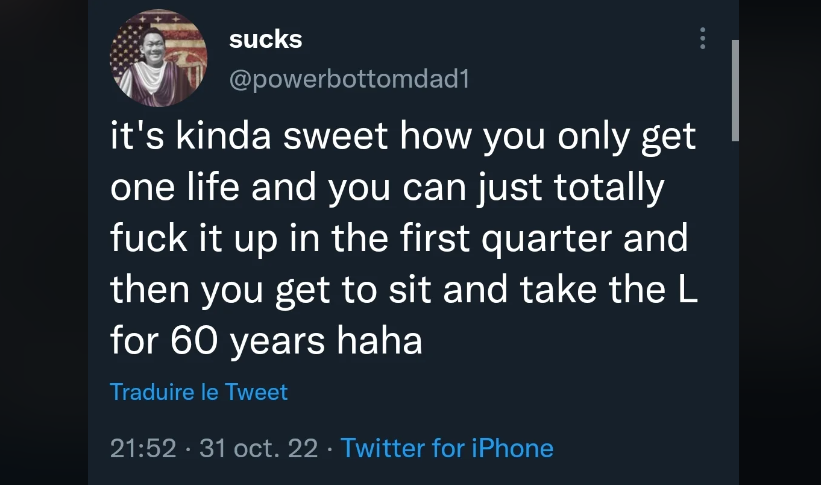 sucks
@powerbottomdad1
it's kinda sweet how you only get
one life and you can just totally
fuck it up in the first quarter and
then you get to sit and take the L
for 60 years haha
Traduire le Tweet
21:52 · 31 oct. 22 · Twitter for iPhone